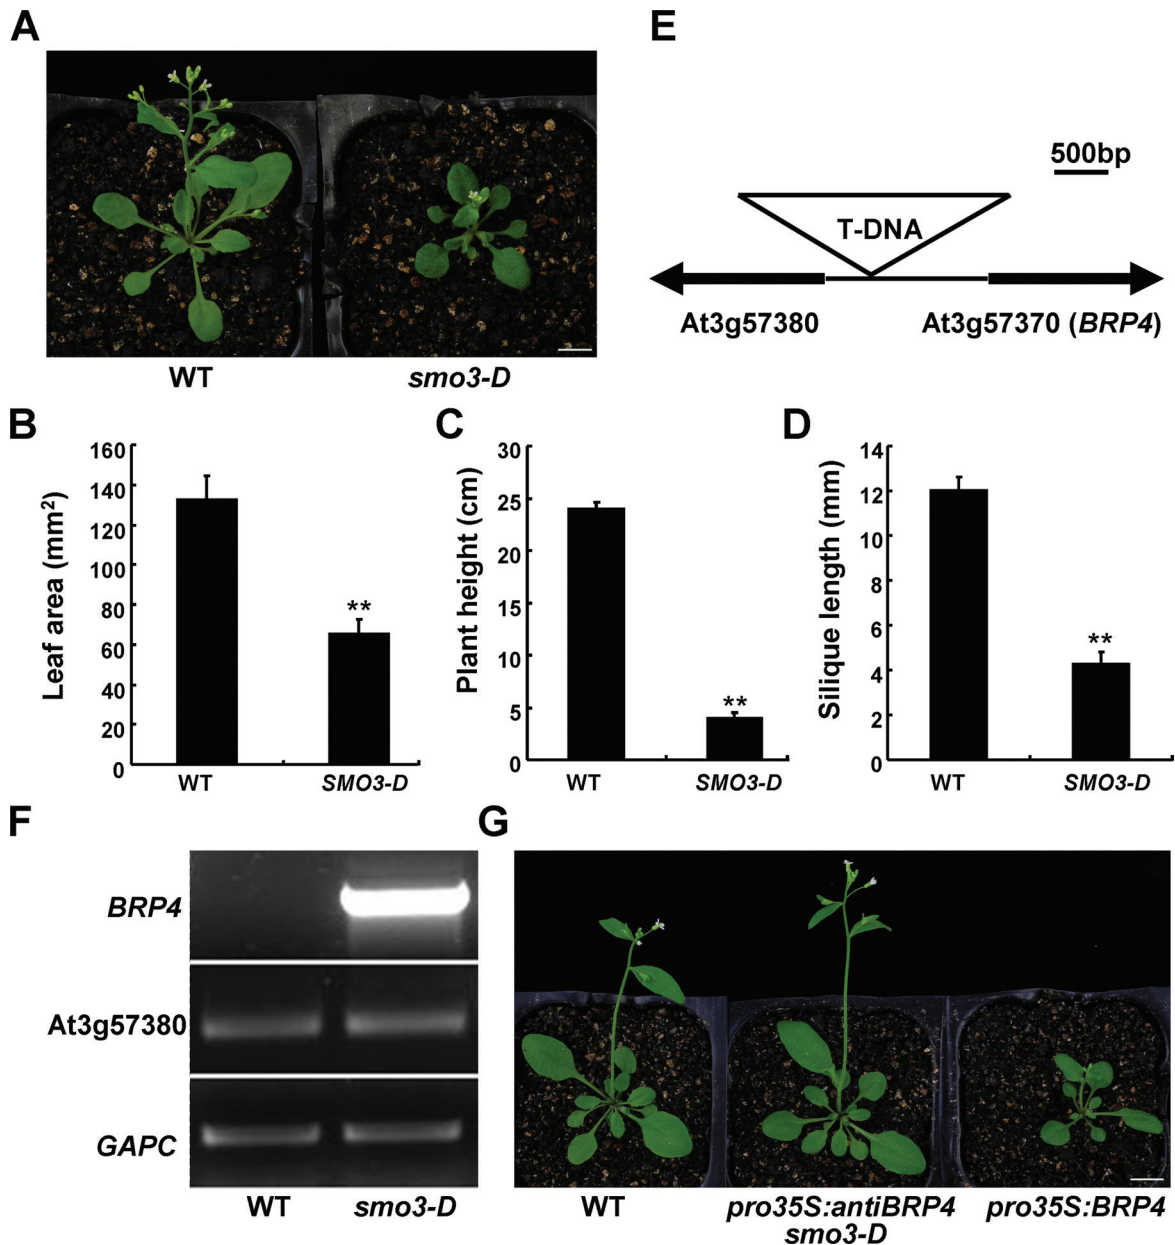 A
WT
smo3-D
E
500bp
T-DNA
At3g57380
At3g57370 (BRP4)
B
Leaf area (mm²)
160
140
120
100
80
60
40
20
0
**
WT
SMO3-D
C
Plant height (cm)
30
25
20
15
10
5
0
**
WT
SMO3-D
D
Silique length (mm)
14
12
10
8
6
4
2
0
**
WT
SMO3-D
F
BRP4
At3g57380
GAPC
WT
smo3-D
G
WT
pro35S:antiBRP4
smo3-D
pro35S:BRP4